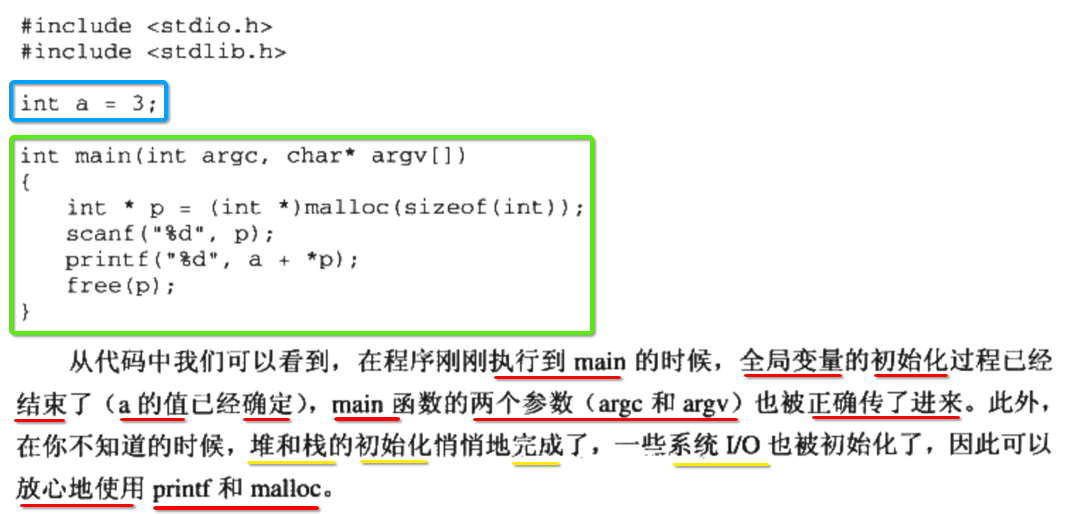 #include <stdio.h>
#include <stdlib.h>
int a = 3;
int main(int argc, char* argv[])
{
int * p = (int *)malloc(sizeof(int));
scanf("%d", p);
printf("%d", a + *p);
free(p);
}
从代码中我们可以看到，在程序刚刚执行到 main 的时候，全局变量的初始化过程已经
结束了（a 的值已经确定），main 函数的两个参数（argc 和 argv）也被正确传了进来。此外，
在你不知道的时候，堆和栈的初始化悄悄地完成了，一些系统 I/O 也被初始化了，因此可以
放心地使用 printf 和 malloc。